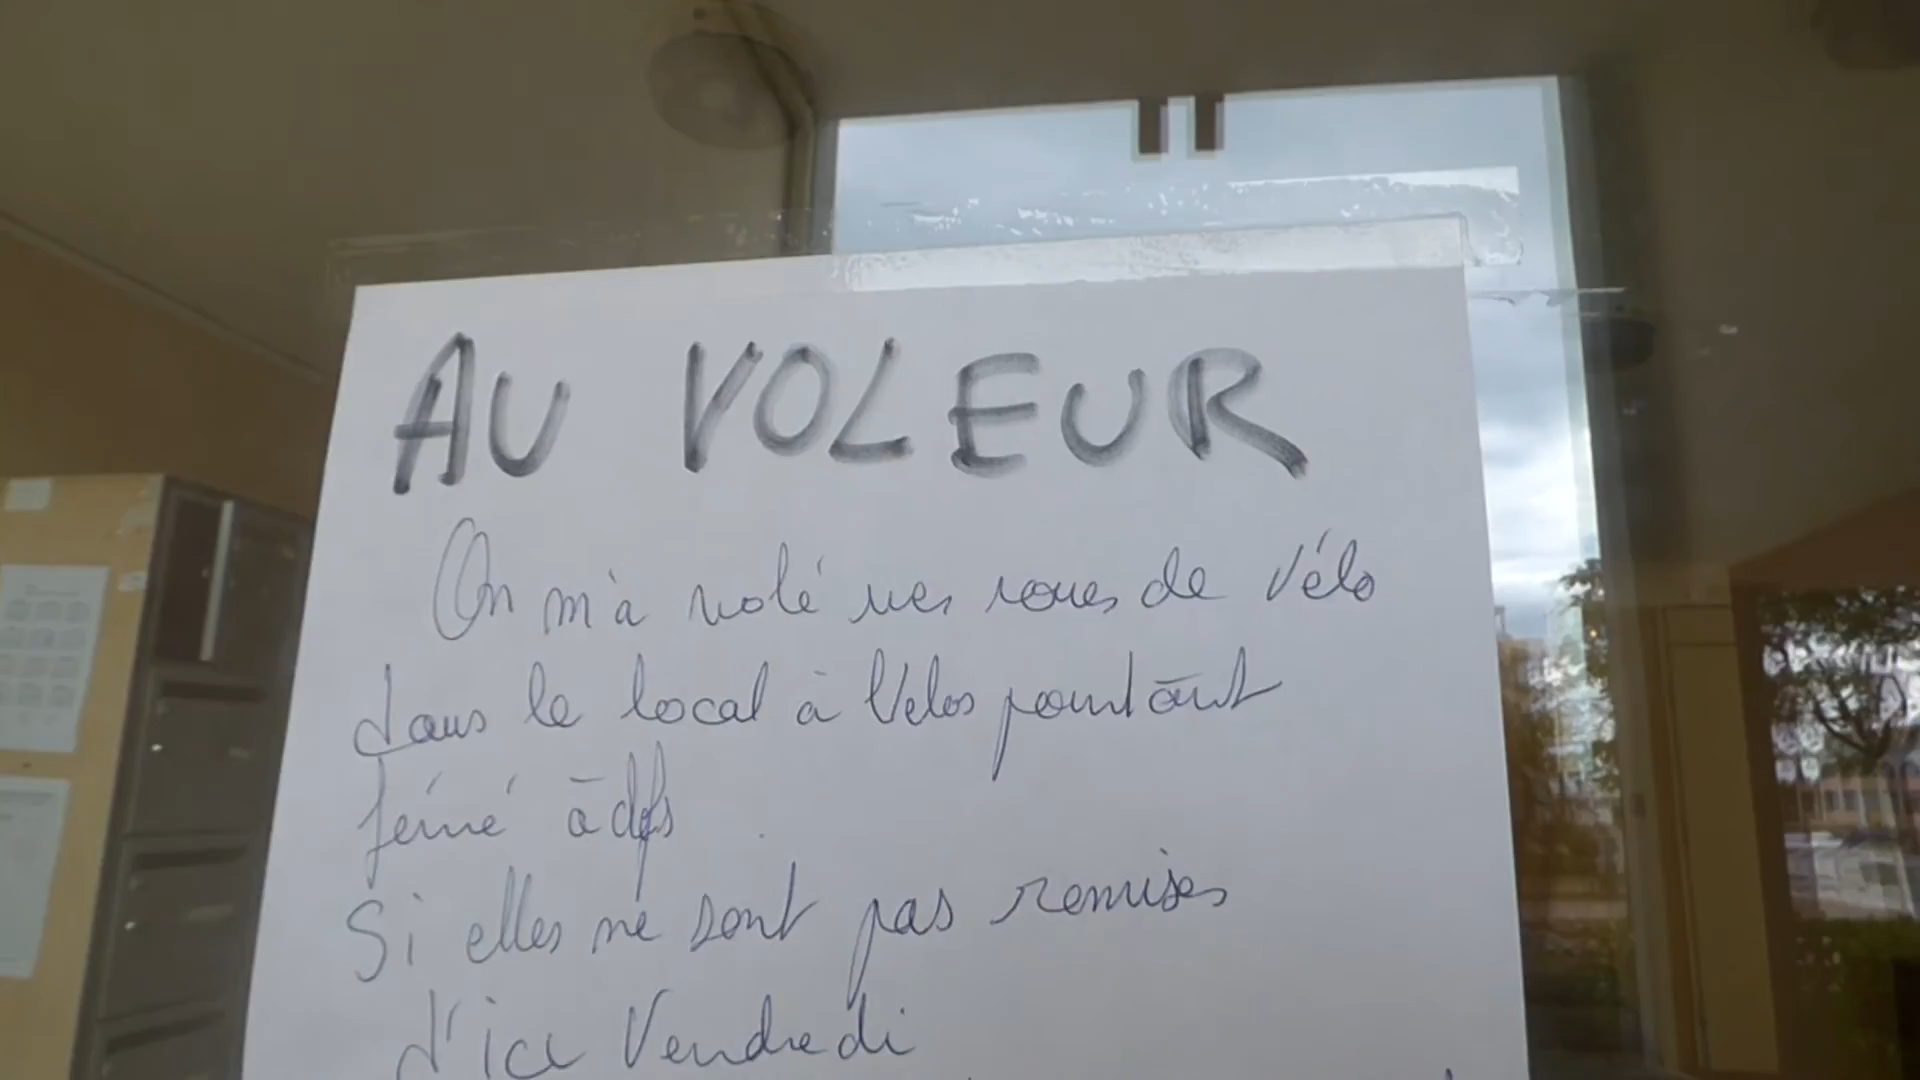 AU VOLEUR
On m'a volé mes roues de vélo
dans le local à Vélos pourtant
fermé à clefs
Si elles ne sont pas remises
d'ici Vendredi